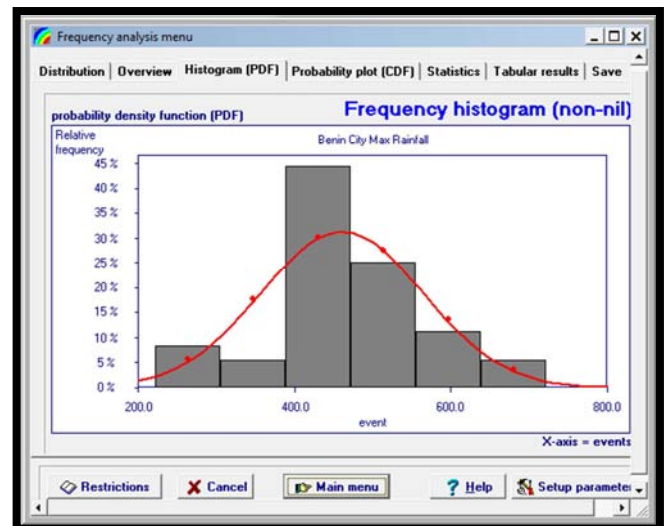 Frequency analysis menu
Distribution Overview Histogram (PDF) Probability plot (CDF) Statistics Tabular results Save
probability density function (PDF) Frequency histogram (non-nil)
Relative
frequency
Benin City Max Rainfall
45 %
40 %
35 %
30 %
25 %
20 %
15 %
10 %
5 %
0 %
200.0 400.0 600.0 800.0
event
X-axis = events
Restrictions Cancel Main menu Help Setup parameter